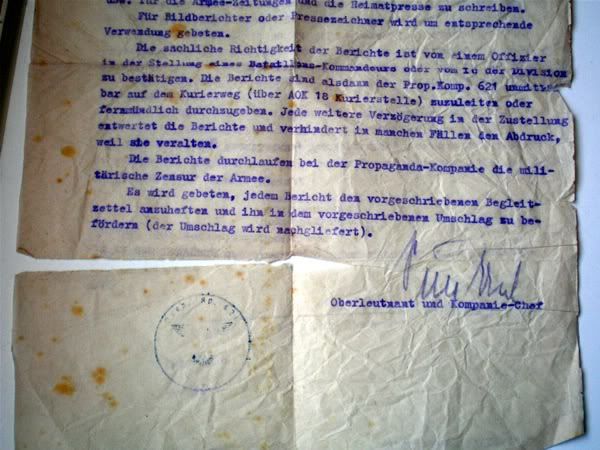 usw. für die Armee-Zeitungen und die Heimatpresse zu schreiben.
Für Bildberichter oder Pressezeichner wird um entsprechende
Verwendung gebeten.
Die sachliche Richtigkeit der Berichte ist von einem Offizier
in der Stellung eines Bataillons-Kommandeurs oder vom Ic der Division
zu bestätigen. Die Berichte sind alsdann der Prop.Komp. 621 unmittel-
bar auf dem Kurierweg (über AOK 18 Kurierstelle) zuzuleiten oder
fernmündlich durchzugeben. Jede weitere Verzögerung in der Zustellung
entwertet die Berichte und verhindert in manchen Fällen den Abdruck,
weil sie veralten.
Die Berichte durchlaufen bei der Propaganda-Kompanie die mili-
tärische Zensur der Armee.
Es wird gebeten, jedem Bericht den vorgeschriebenen Begleit-
zettel anzuheften und ihn in dem vorgeschriebenen Umschlag zu be-
fördern (der Umschlag wird nachgliefert).
Oberleutnant und Kompanie-Chef